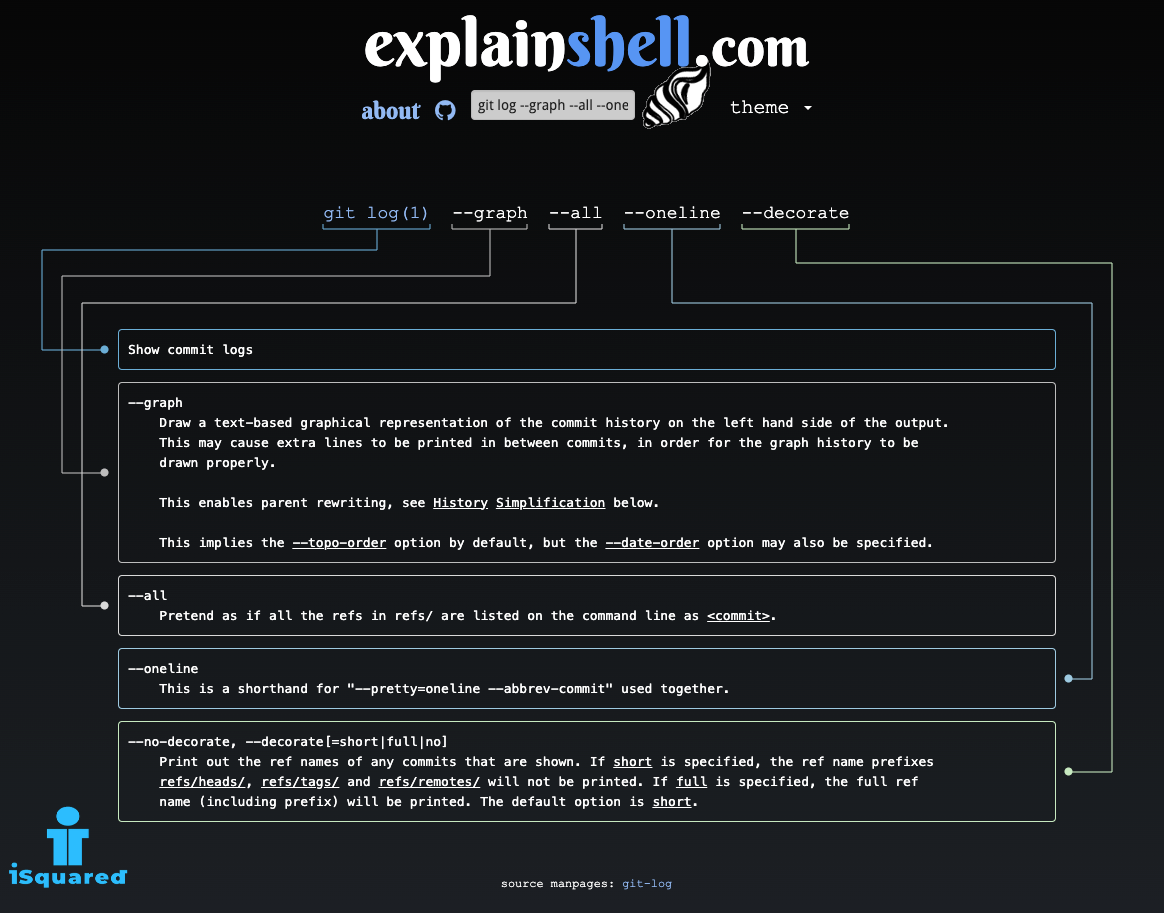 explainshell.com
about git log --graph --all --one theme
git log(1) --graph --all --oneline --decorate
Show commit logs
--graph
Draw a text-based graphical representation of the commit history on the left hand side of the output.
This may cause extra lines to be printed in between commits, in order for the graph history to be
drawn properly.
This enables parent rewriting, see History Simplification below.
This implies the --topo-order option by default, but the --date-order option may also be specified.
--all
Pretend as if all the refs in refs/ are listed on the command line as <commit>.
--oneline
This is a shorthand for "--pretty=oneline --abbrev-commit" used together.
--no-decorate, --decorate[=short|full|no]
Print out the ref names of any commits that are shown. If short is specified, the ref name prefixes
refs/heads/, refs/tags/ and refs/remotes/ will not be printed. If full is specified, the full ref
name (including prefix) will be printed. The default option is short.
iSquared
source manpages: git-log